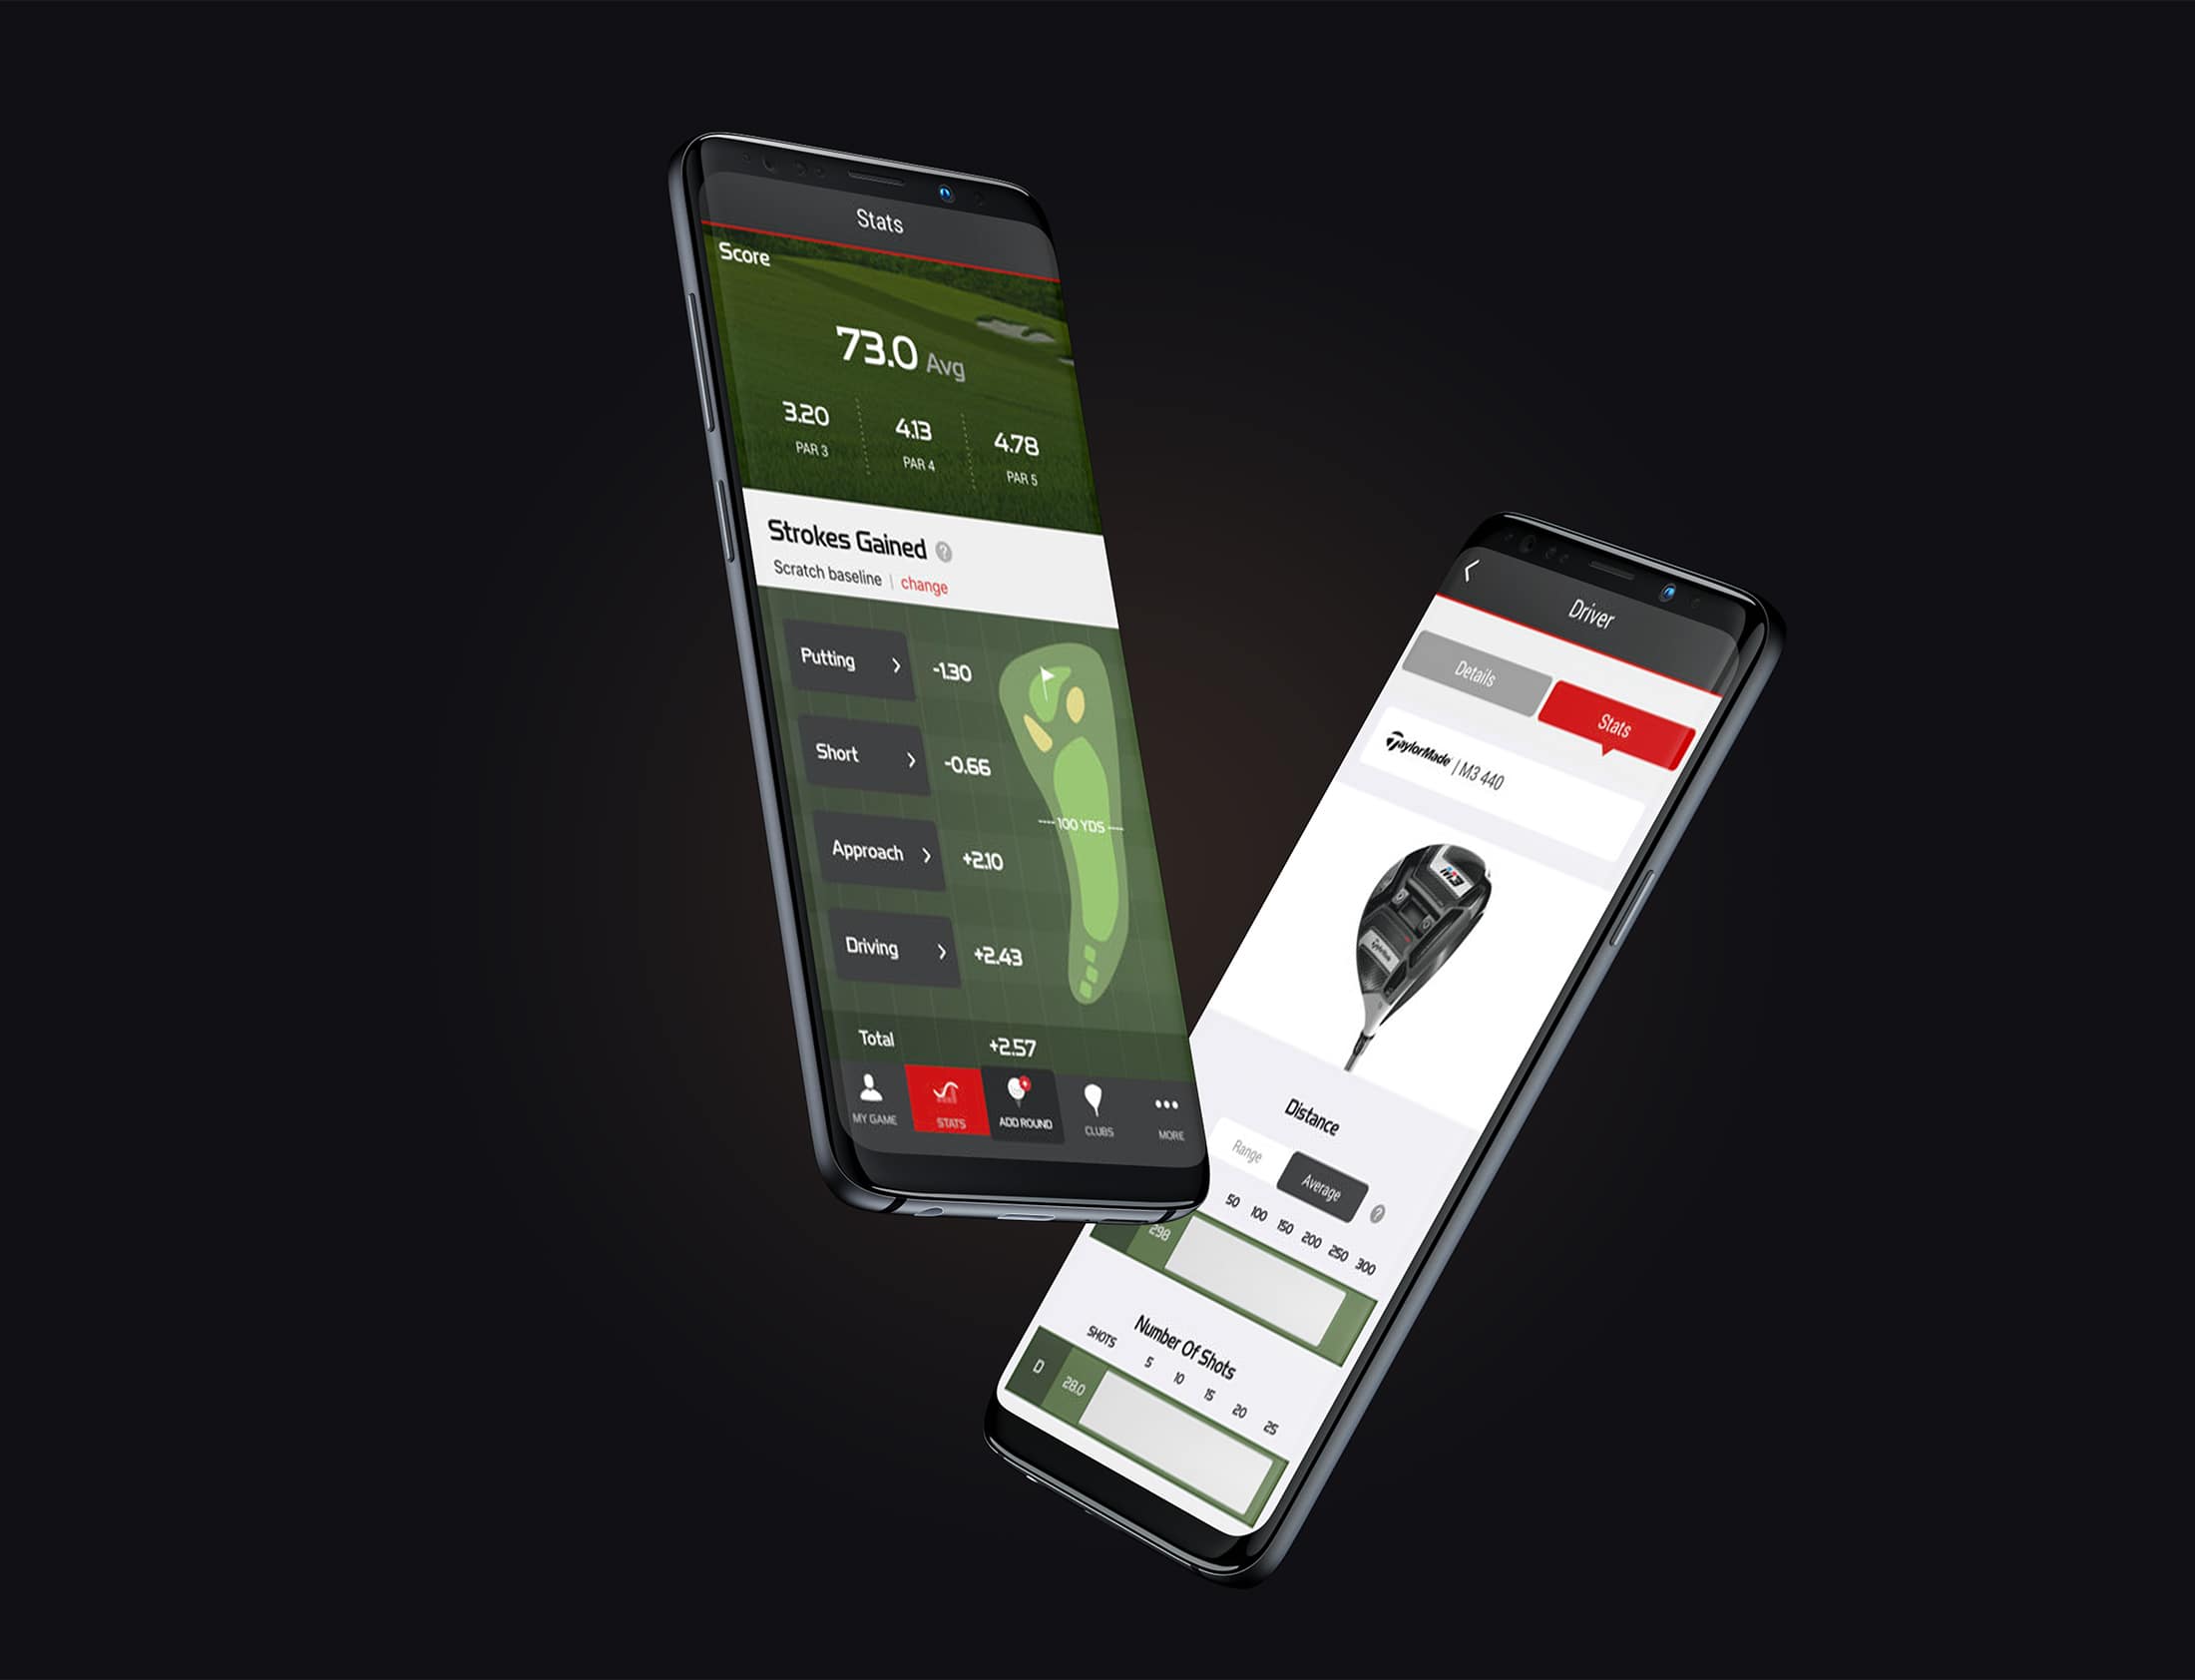 Stats
Score
73.0 Avg
3.20 4.13 4.78
PAR 3 PAR 4 PAR 5
Strokes Gained ?
Scratch baseline | change
Putting > -1.30
Short > -0.66
Approach > +2.10
Driving > +2.43
100 YDS
Total +2.57
MY GAME STATS ADD ROUND CLUBS MORE
Driver
Details Stats
TaylorMade | M3 440
M3
TaylorMade
Distance
Range Average ?
50 100 150 200 250 300
298
Number Of Shots
SHOTS 5 10 15 20 25
D 28.0